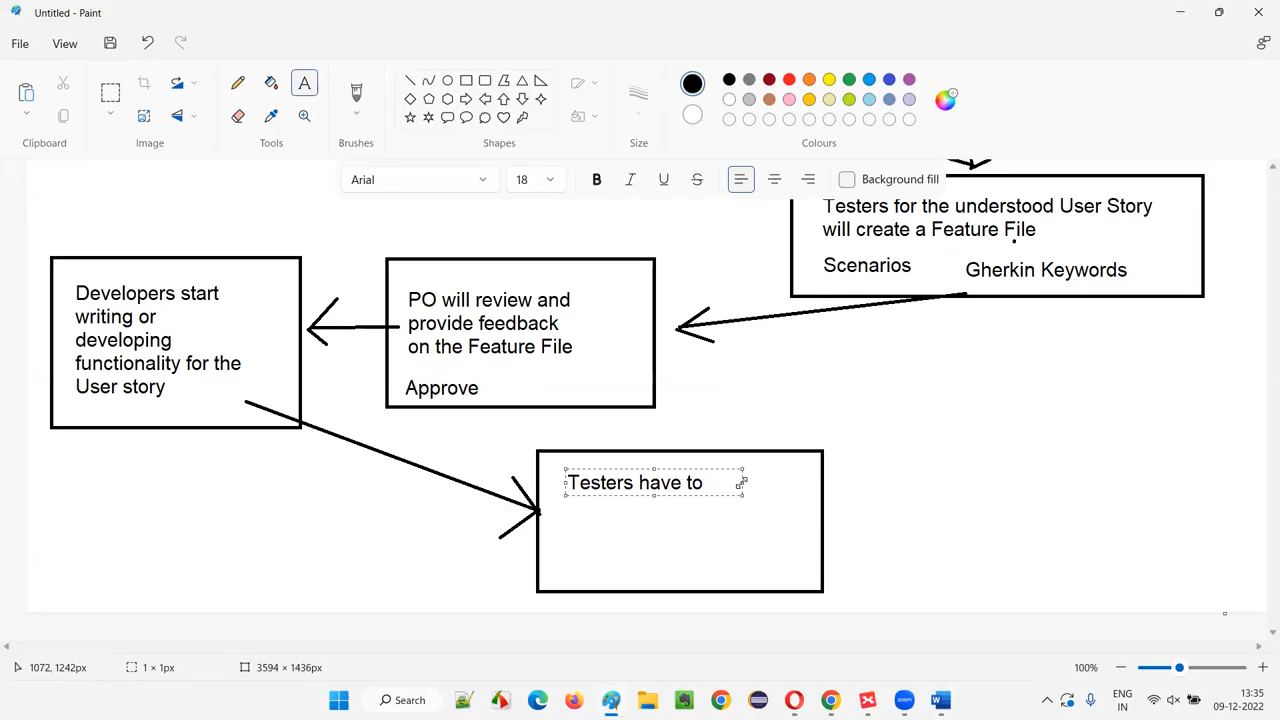 Untitled - Paint
File
View
Clipboard
Image
Tools
Brushes
Shapes
Size
Colours
Arial
18
B
I
U
S
Background fill
Testers for the understood User Story
will create a Feature File
Scenarios
Gherkin Keywords
Developers start
writing or
developing
functionality for the
User story
PO will review and
provide feedback
on the Feature File
Approve
Testers have to
1072, 1242px
1 × 1px
3594 × 1436px
100%
Search
zoom
ENG
IN
13:35
09-12-2022